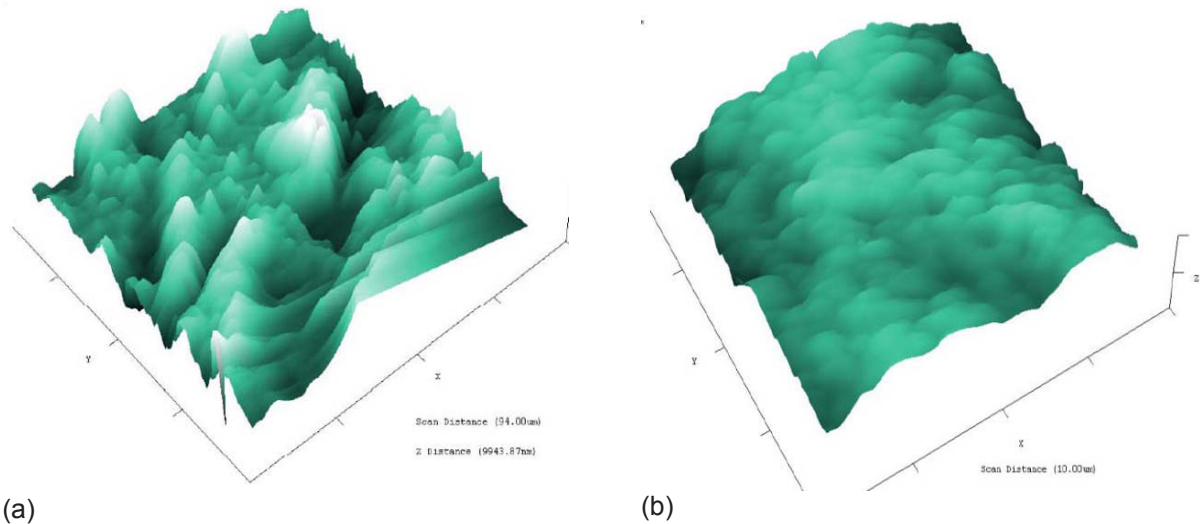 Y
X
Scan Distance (94.00um)
Z Distance (9943.87nm)
(a)
Z
Y
X
Scan Distance (10.00um)
(b)